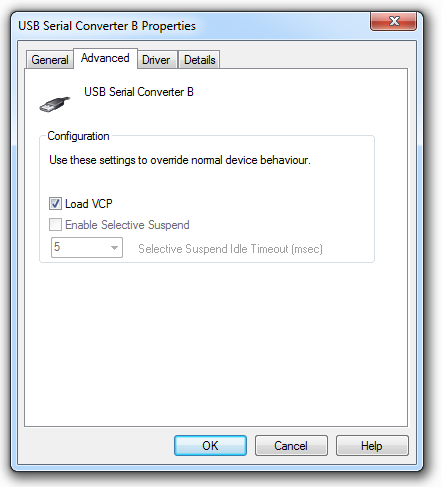 USB Serial Converter B Properties
General Advanced Driver Details
USB Serial Converter B
Configuration
Use these settings to override normal device behaviour.
Load VCP
Enable Selective Suspend
5 Selective Suspend Idle Timeout (msec)
OK Cancel Help